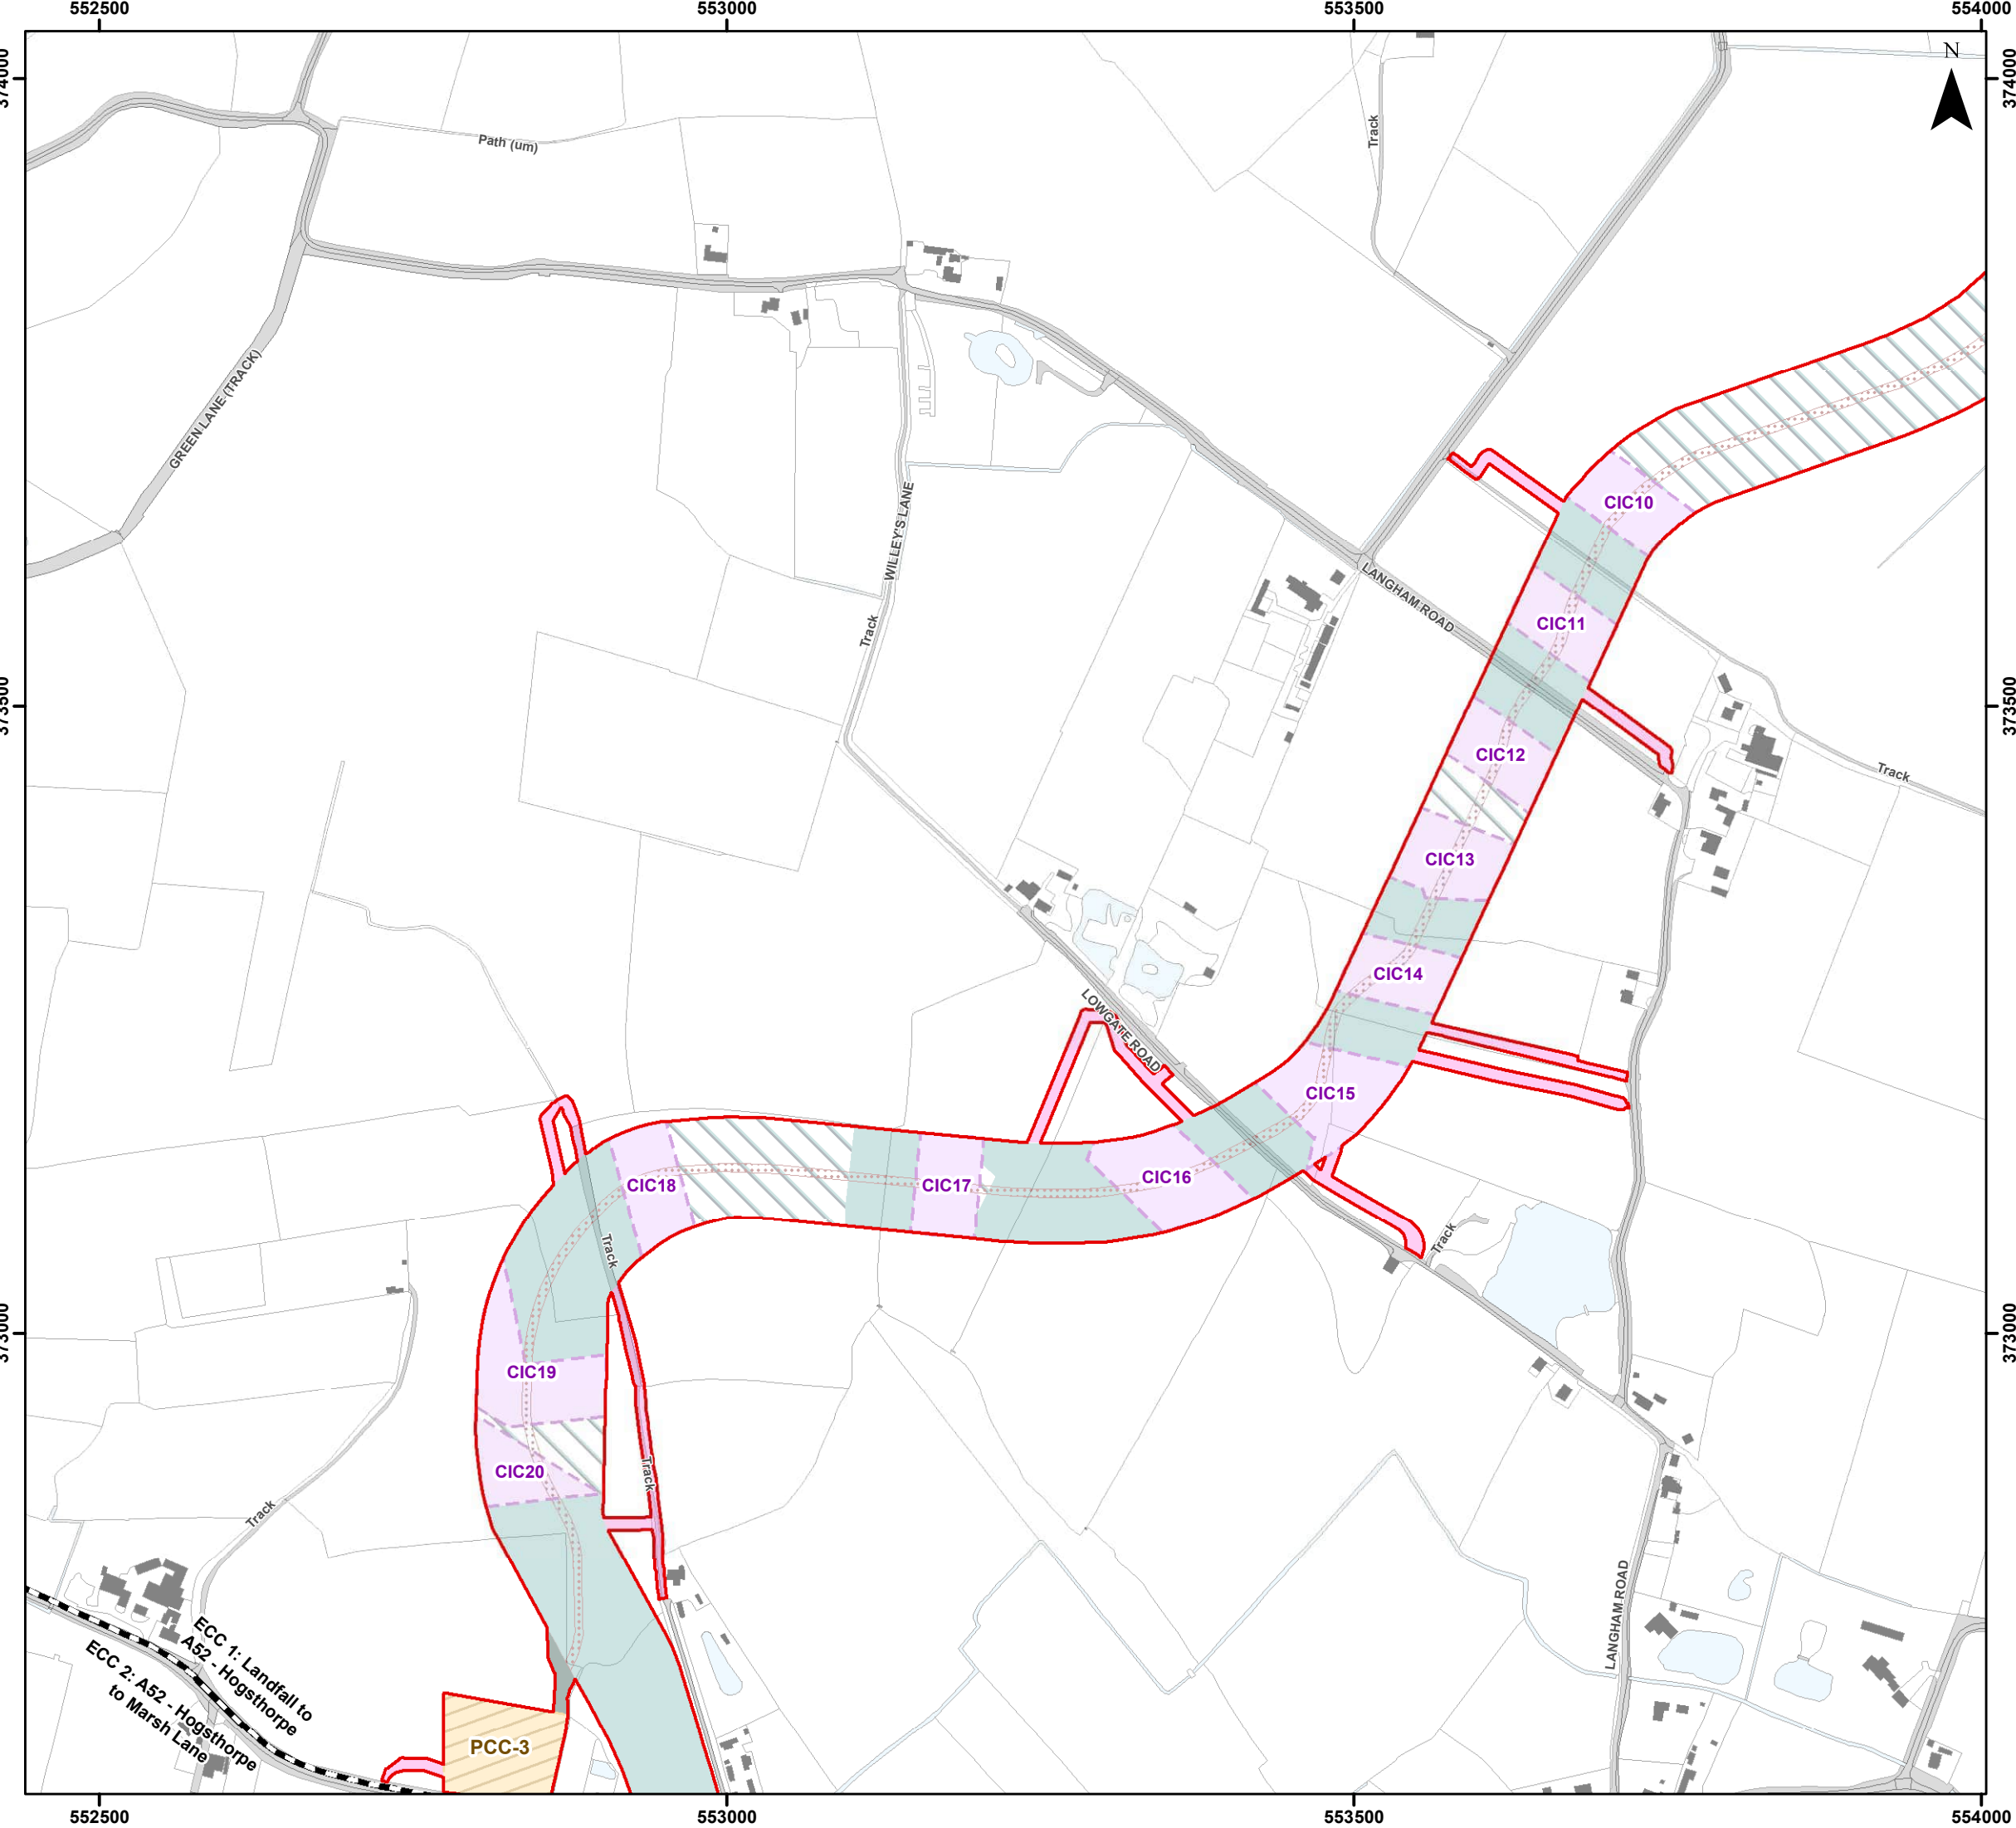 552500
553000
553500
554000
374000
374000
N
Path (um)
Track
GREEN LANE (TRACK)
WILLEY'S LANE
Track
CIC10
LANGHAM ROAD
CIC11
373500
373500
CIC12
Track
CIC13
CIC14
LOWGATE ROAD
CIC15
CIC16
CIC17
CIC18
Track
Track
373000
373000
CIC19
CIC20
Track
Track
LANGHAM ROAD
ECC 1: Landfall to
A52 - Hogsthorpe
ECC 2: A52 - Hogsthorpe
to Marsh Lane
PCC-3
552500
553000
553500
554000